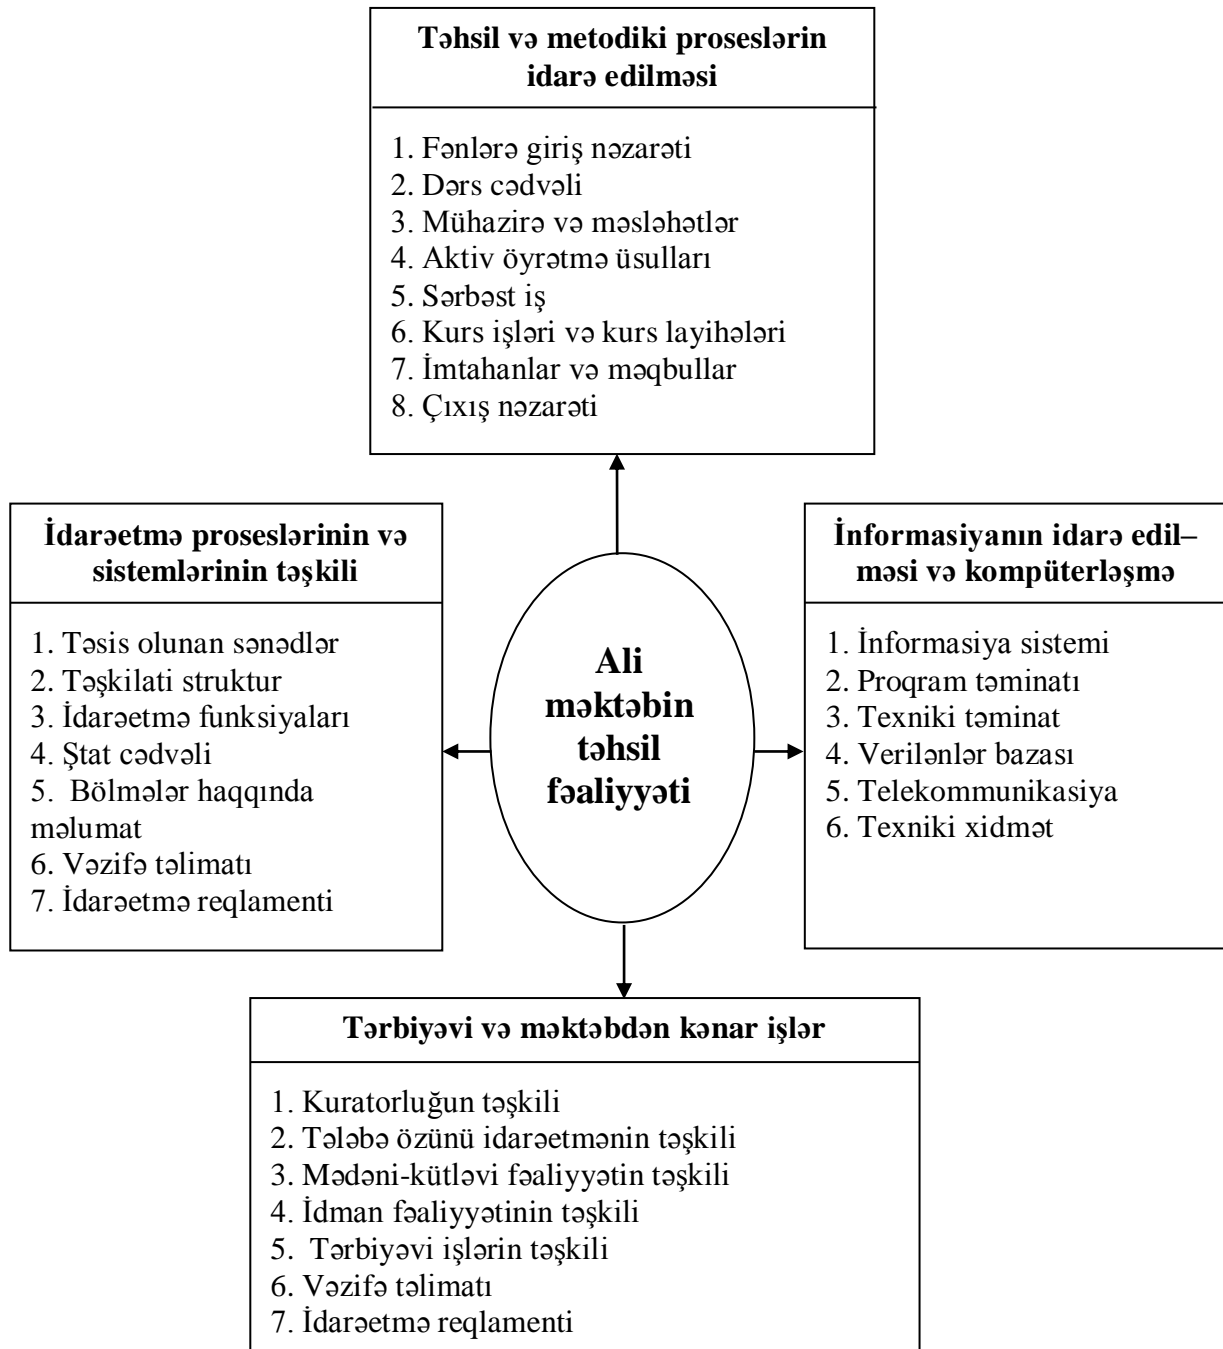 Təhsil və metodiki proseslərin
idarə edilməsi
1. Fənlərə giriş nəzarəti
2. Dərs cədvəli
3. Mühazirə və məsləhətlər
4. Aktiv öyrətmə üsulları
5. Sərbəst iş
6. Kurs işləri və kurs layihələri
7. İmtahanlar və məqbullar
8. Çıxış nəzarəti
İdarəetmə proseslərinin və
sistemlərinin təşkili
1. Təsis olunan sənədlər
2. Təşkilati struktur
3. İdarəetmə funksiyaları
4. Ştat cədvəli
5.  Bölmələr haqqında
məlumat
6. Vəzifə təlimatı
7. İdarəetmə reqlamenti
Ali
məktəbin
təhsil
fəaliyyəti
İnformasiyanın idarə edil–
məsi və kompüterləşmə
1. İnformasiya sistemi
2. Proqram təminatı
3. Texniki təminat
4. Verilənlər bazası
5. Telekommunikasiya
6. Texniki xidmət
Tərbiyəvi və məktəbdən kənar işlər
1. Kuratorluğun təşkili
2. Tələbə özünü idarəetmənin təşkili
3. Mədəni-kütləvi fəaliyyətin təşkili
4. İdman fəaliyyətinin təşkili
5.  Tərbiyəvi işlərin təşkili
6. Vəzifə təlimatı
7. İdarəetmə reqlamenti